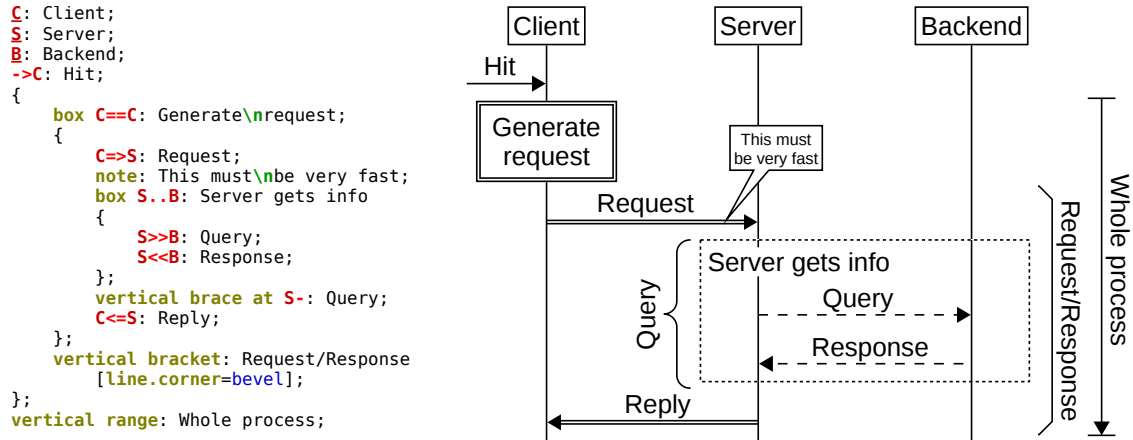 C: Client;
S: Server;
B: Backend;
->C: Hit;
{
    box C==C: Generate\nrequest;
    {
        C=>S: Request;
        note: This must\nbe very fast;
        box S..B: Server gets info
        {
            S>>B: Query;
            S<<B: Response;
        };
        vertical brace at S-: Query;
        C<=S: Reply;
    };
    vertical bracket: Request/Response
        [line.corner=bevel];
};
vertical range: Whole process;
Client
Server
Backend
Hit
Generate
request
This must
be very fast
Request
Server gets info
Query
Query
Response
Reply
Request/Response
Whole process